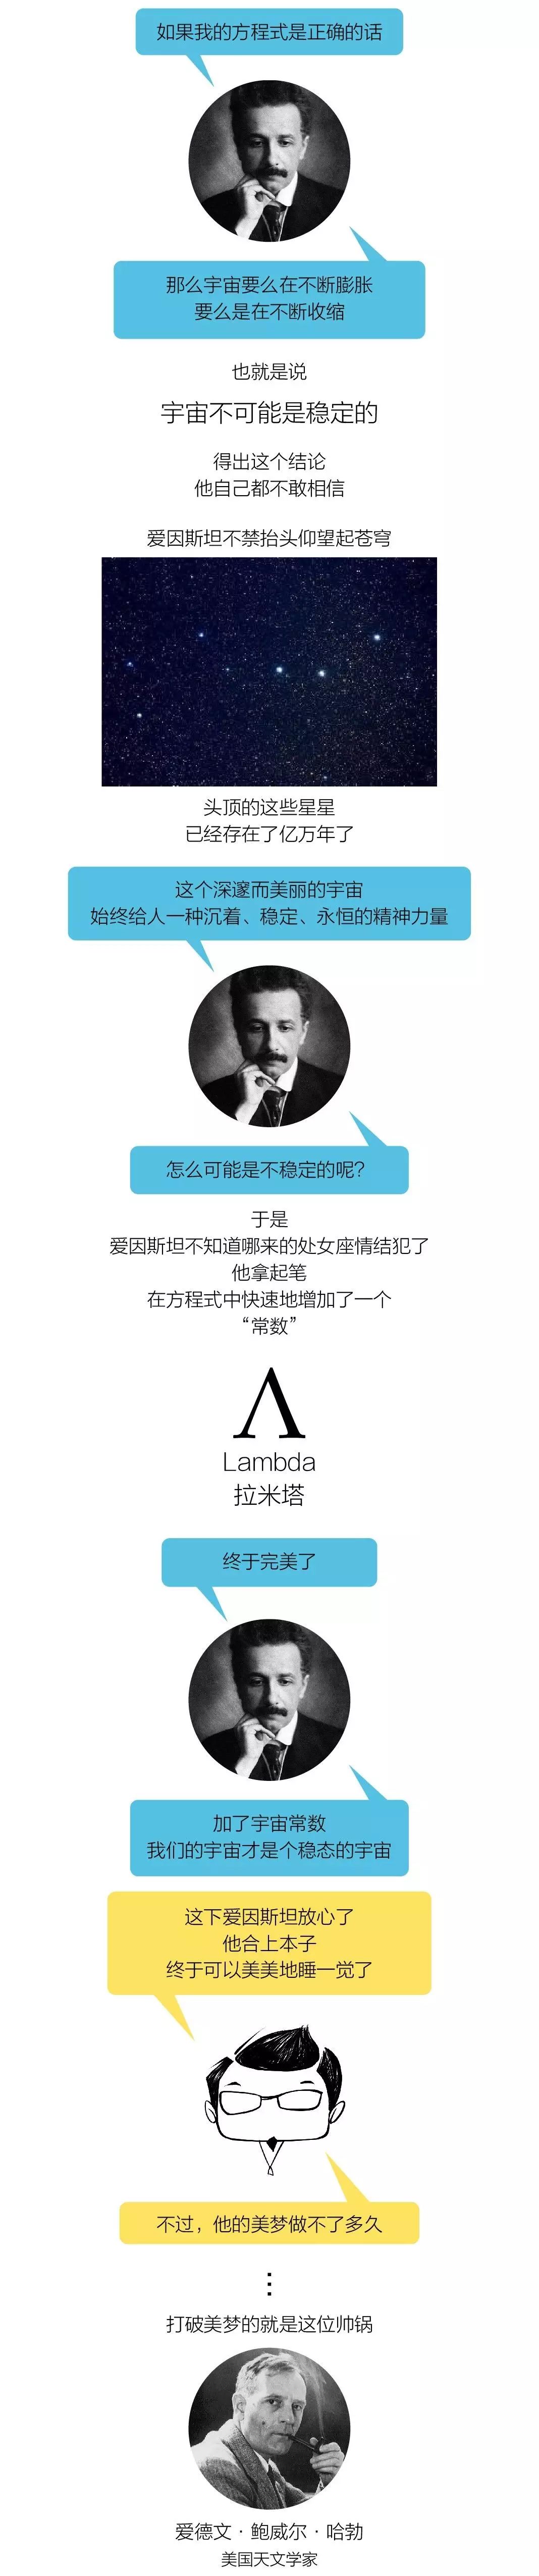 如果我的方程式是正确的话
那么宇宙要么在不断膨胀
要么是在不断收缩
也就是说
宇宙不可能是稳定的
得出这个结论
他自己都不敢相信
爱因斯坦不禁抬头仰望起苍穹
头顶的这些星星
已经存在了亿万年了
这个深邃而美丽的宇宙
始终给人一种沉着、稳定、永恒的精神力量
怎么可能是不稳定的呢?
于是
爱因斯坦不知道哪来的处女座情结犯了
他拿起笔
在方程式中快速地增加了一个
“常数”
Λ
Lambda
拉米塔
终于完美了
加了宇宙常数
我们的宇宙才是个稳态的宇宙
这下爱因斯坦放心了
他合上本子
终于可以美美地睡一觉了
不过，他的美梦做不了多久
⋮
打破美梦的就是这位帅锅
爱德文·鲍威尔·哈勃
美国天文学家